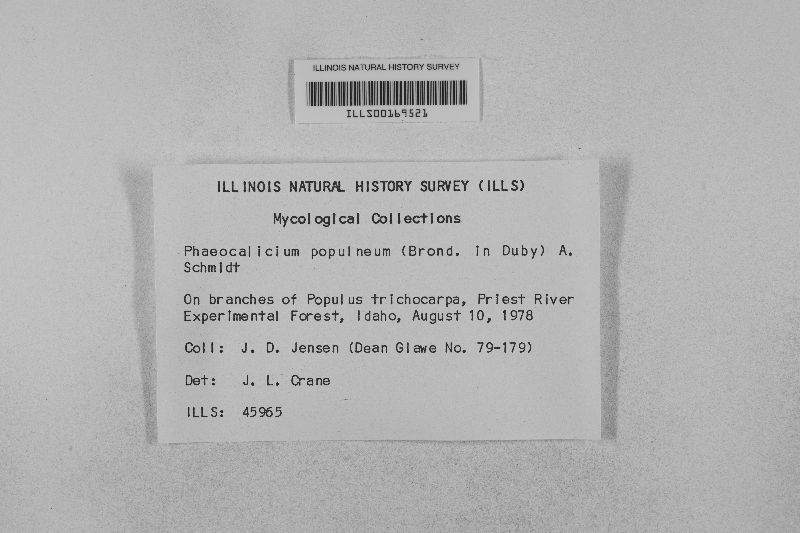 ILLINOIS NATURAL HISTORY SURVEY
ILLS00169521
ILLINOIS NATURAL HISTORY SURVEY (ILLS)
Mycological Collections
Phaeocalicium populneum (Brond. in Duby) A.
Schmidt
On branches of Populus trichocarpa, Priest River
Experimental Forest, Idaho, August 10, 1978
Coll: J. D. Jensen (Dean Glawe No. 79-179)
Det: J. L. Crane
ILLS: 45965